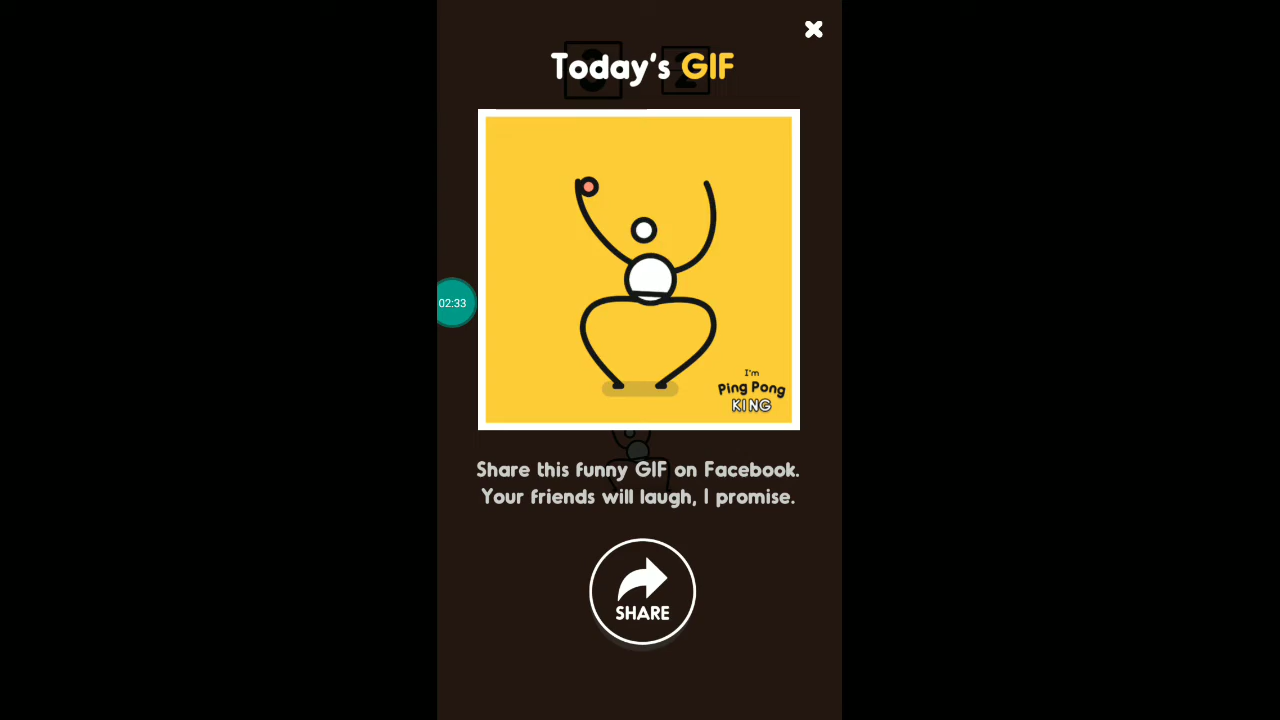 Today's GIF
02:33
I'm
Ping Pong
KING
Share this funny GIF on Facebook.
Your friends will laugh, I promise.
SHARE